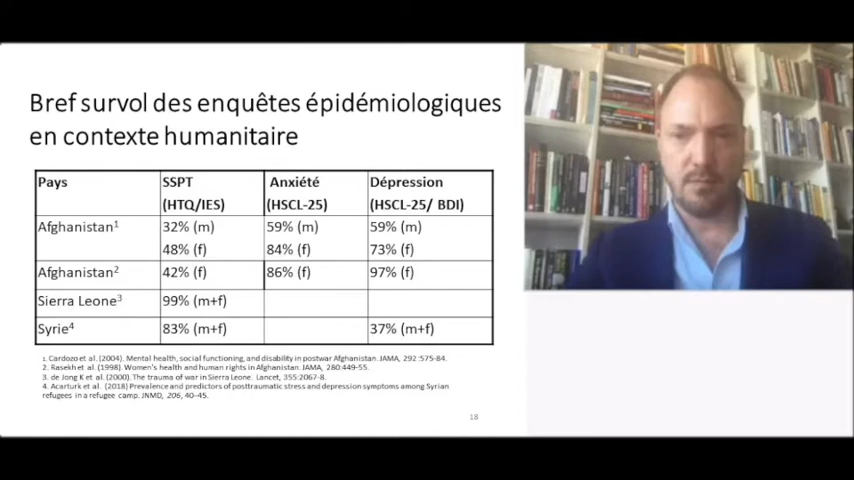 Bref survol des enquêtes épidémiologiques
en contexte humanitaire
Pays SSPT Anxiété Dépression
(HTQ/IES) (HSCL-25) (HSCL-25/ BDI)
Afghanistan¹ 32% (m) 59% (m) 59% (m)
48% (f) 84% (f) 73% (f)
Afghanistan² 42% (f) 86% (f) 97% (f)
Sierra Leone³ 99% (m+f)
Syrie⁴ 83% (m+f) 37% (m+f)
1. Cardozo et al. (2004). Mental health, social functioning, and disability in postwar Afghanistan. JAMA, 292 :575-84.
2. Rasekh et al. (1998). Women's health and human rights in Afghanistan. JAMA, 280:449-55.
3. de Jong K et al. (2000). The trauma of war in Sierra Leone. Lancet, 355:2067-8.
4. Acarturk et al. (2018) Prevalence and predictors of posttraumatic stress and depression symptoms among Syrian
refugees in a refugee camp. JNMD, 206, 40–45.
18